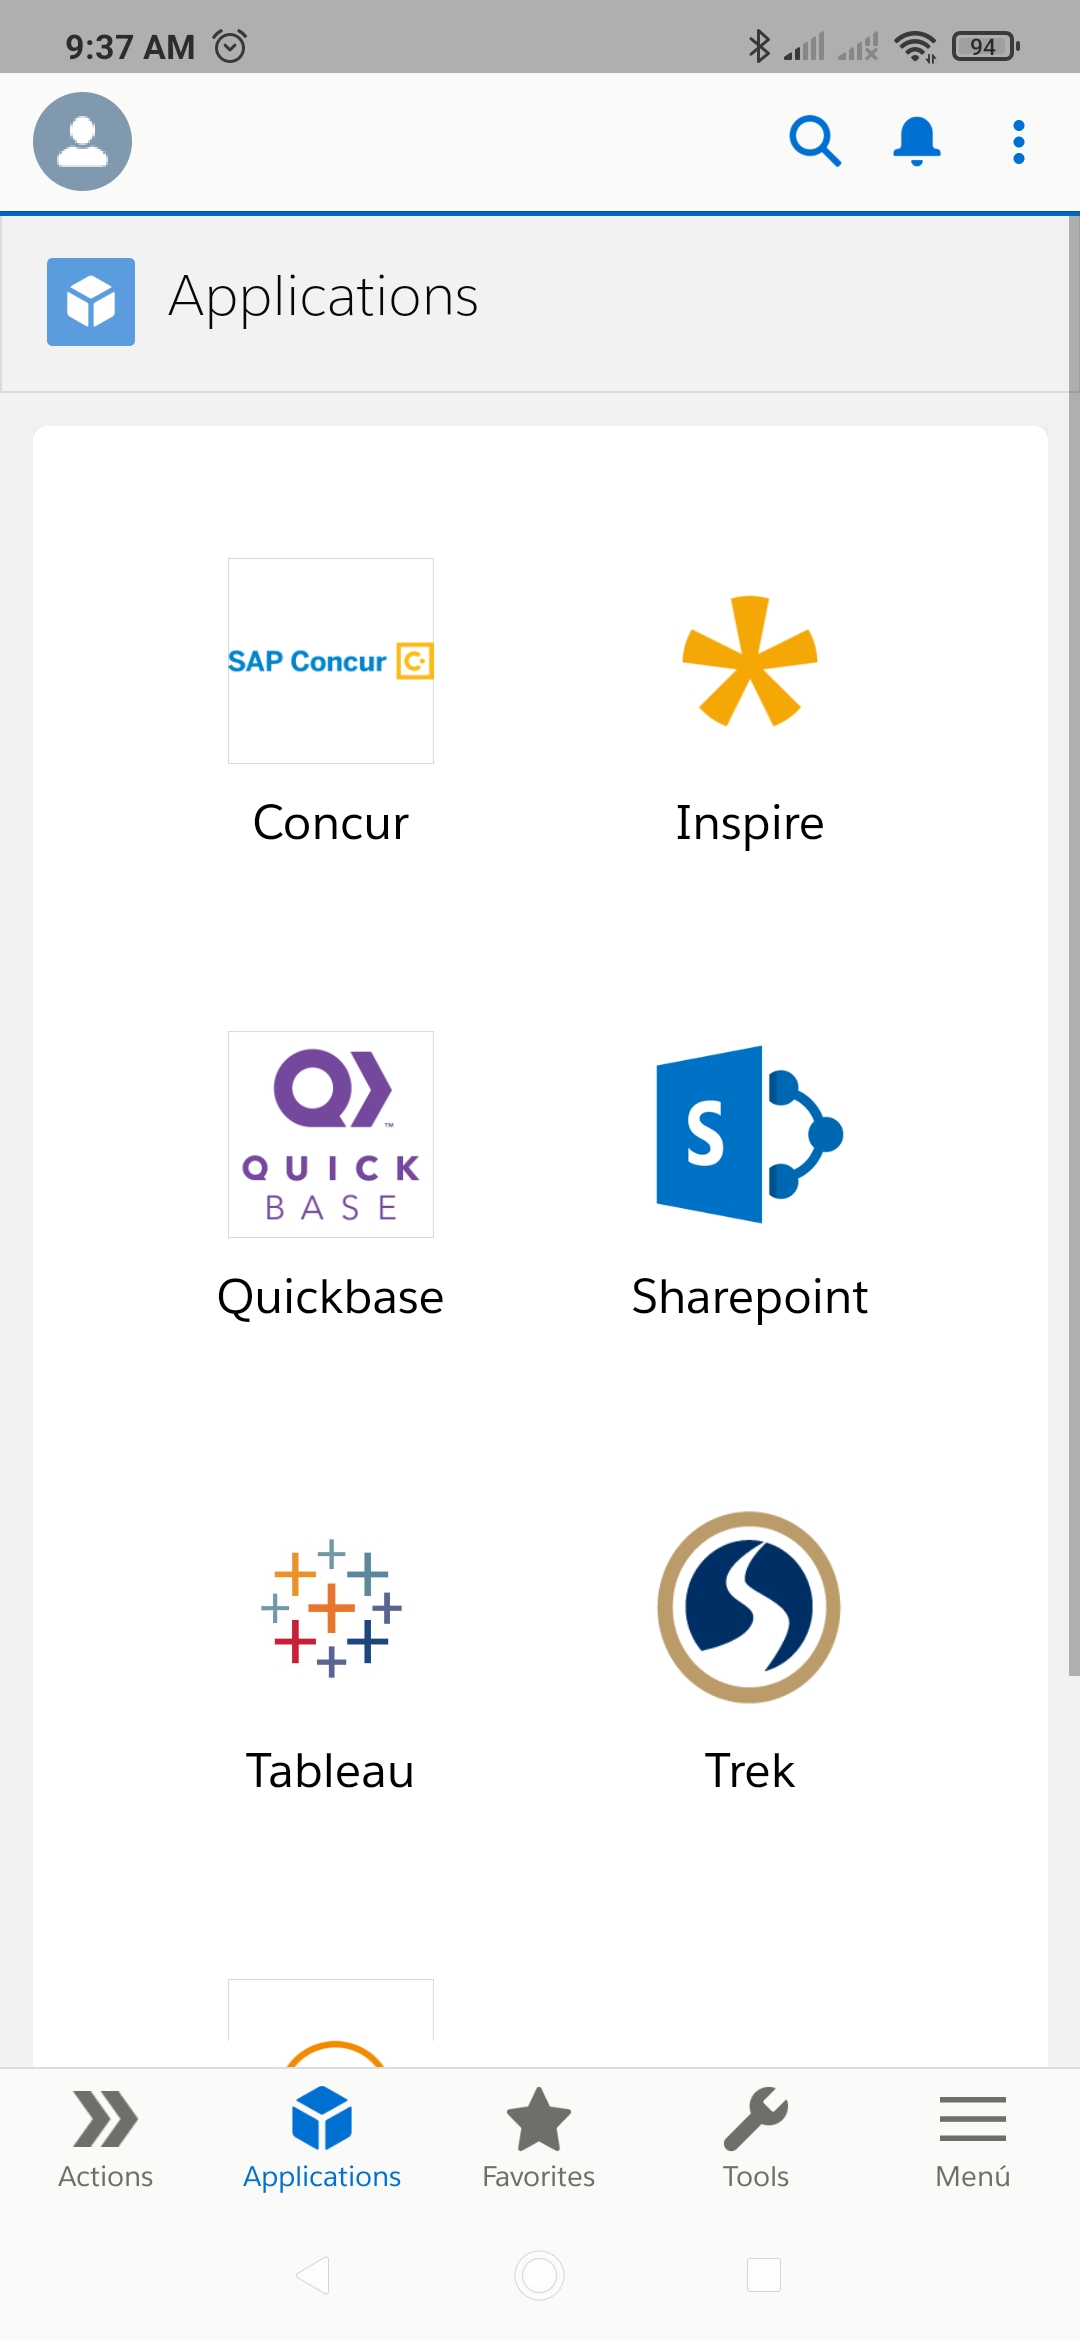 9:37 AM
94
Applications
SAP Concur C
Concur
Inspire
QUICK
BASE
Quickbase
S
Sharepoint
Tableau
Trek
Actions
Applications
Favorites
Tools
Menú